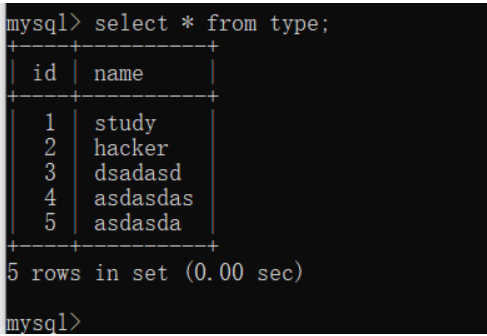 mysql> select * from type;
+----+----------+
| id | name     |
+----+----------+
|  1 | study    |
|  2 | hacker   |
|  3 | dsadasd  |
|  4 | asdasdas |
|  5 | asdasda  |
+----+----------+
5 rows in set (0.00 sec)
mysql>